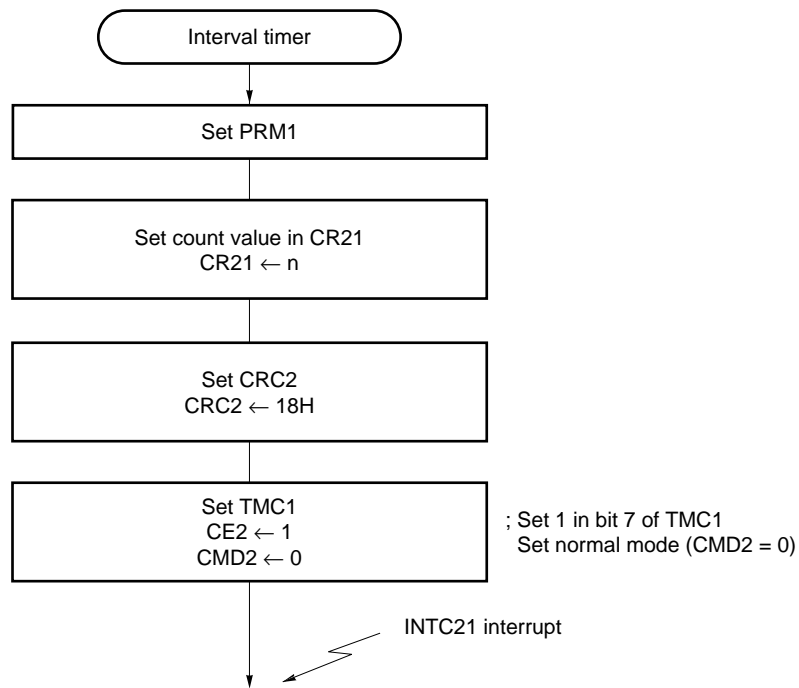 Interval timer
Set PRM1
Set count value in CR21
CR21 ← n
Set CRC2
CRC2 ← 18H
Set TMC1
CE2 ← 1
CMD2 ← 0
; Set 1 in bit 7 of TMC1
Set normal mode (CMD2 = 0)
INTC21 interrupt